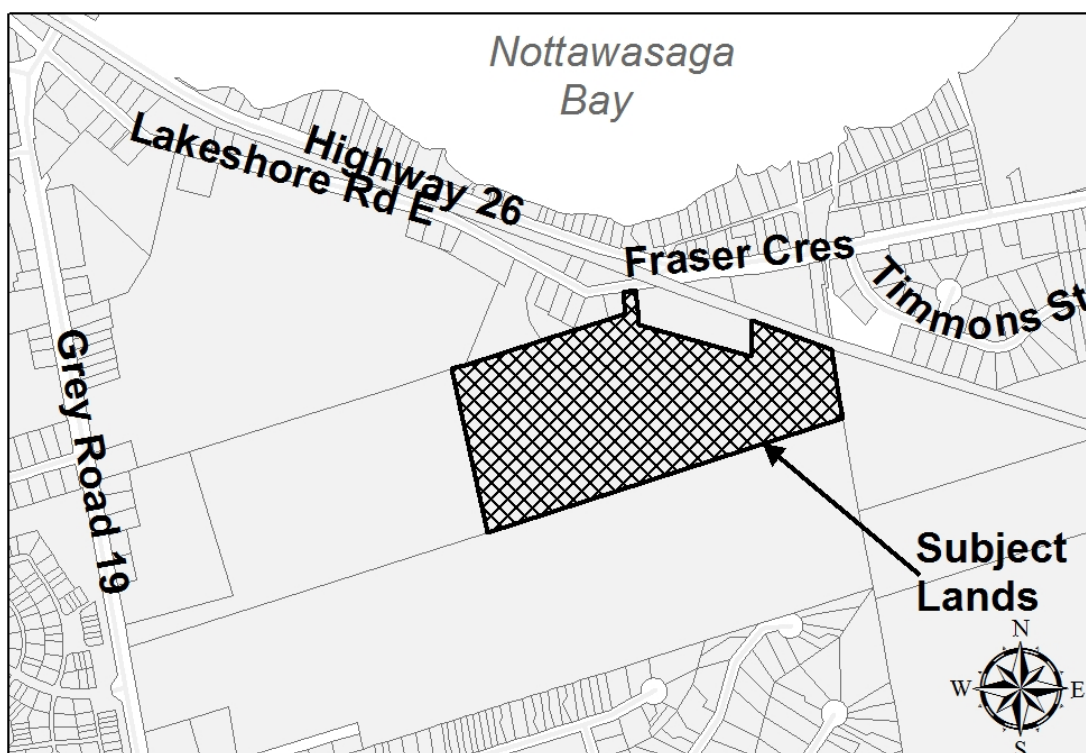 Nottawasaga
Bay
Highway 26
Lakeshore Rd E
Fraser Cres
Timmons St
Grey Road 19
Subject
Lands
N
W
E
S